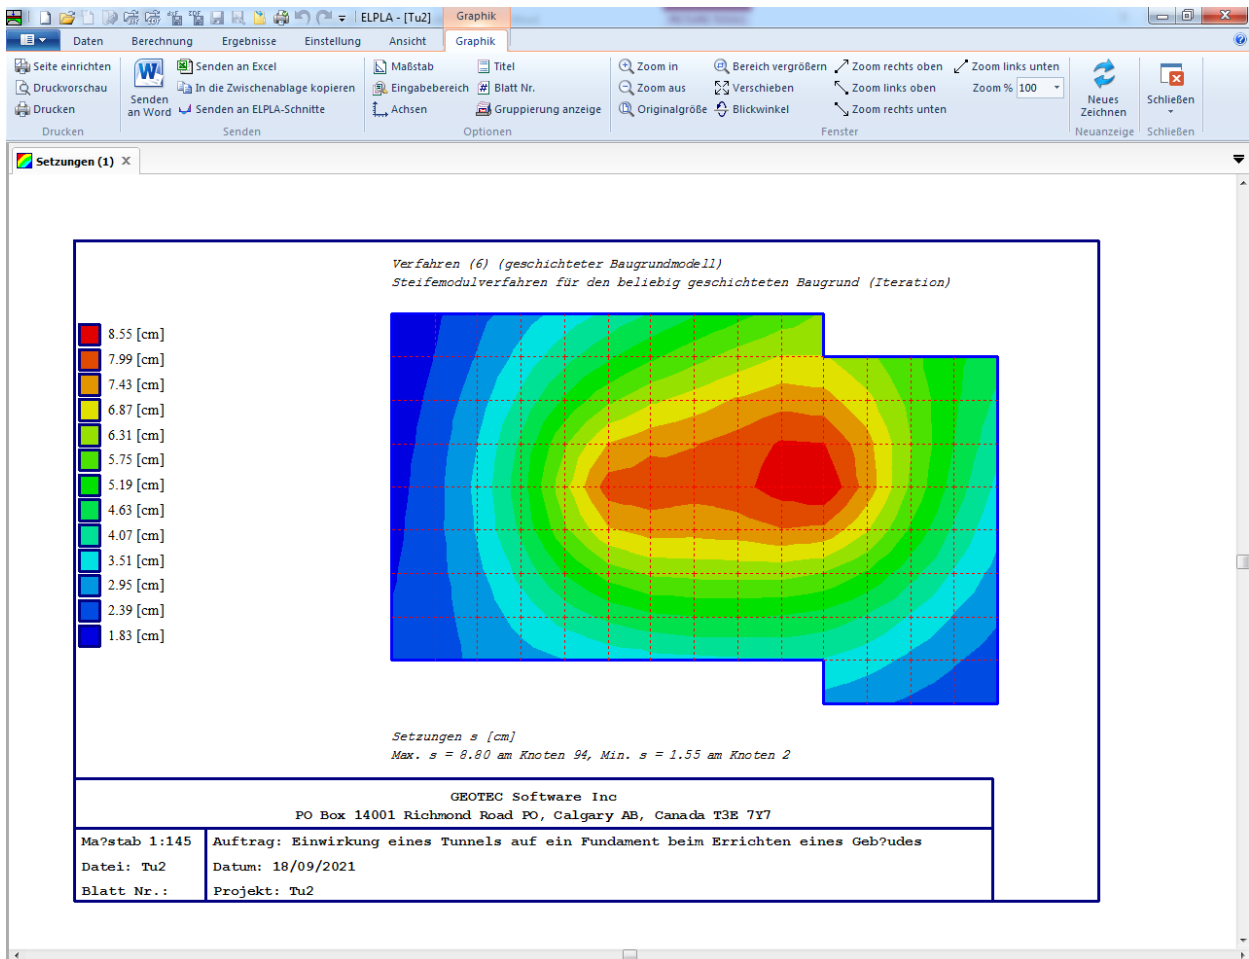 ELPLA - [Tu2]
Graphik
Daten
Berechnung
Ergebnisse
Einstellung
Ansicht
Graphik
Seite einrichten
Druckvorschau
Drucken
Drucken
Senden
an Word
Senden an Excel
In die Zwischenablage kopieren
Senden an ELPLA-Schnitte
Senden
Maßstab
Eingabebereich
Achsen
Titel
Blatt Nr.
Gruppierung anzeige
Optionen
Zoom in
Zoom aus
Originalgröße
Bereich vergrößern
Verschieben
Blickwinkel
Zoom rechts oben
Zoom links oben
Zoom rechts unten
Zoom links unten
Zoom % 100
Fenster
Neues
Zeichnen
Neuanzeige
Schließen
Schließen
Setzungen (1) X
Verfahren (6) (geschichteter Baugrundmodell)
Steifemodulverfahren für den beliebig geschichteten Baugrund (Iteration)
8.55 [cm]
7.99 [cm]
7.43 [cm]
6.87 [cm]
6.31 [cm]
5.75 [cm]
5.19 [cm]
4.63 [cm]
4.07 [cm]
3.51 [cm]
2.95 [cm]
2.39 [cm]
1.83 [cm]
Setzungen s [cm]
Max. s = 8.80 am Knoten 94, Min. s = 1.55 am Knoten 2
GEOTEC Software Inc
PO Box 14001 Richmond Road PO, Calgary AB, Canada T3E 7Y7
Ma?stab 1:145
Auftrag: Einwirkung eines Tunnels auf ein Fundament beim Errichten eines Geb?udes
Datei: Tu2
Datum: 18/09/2021
Blatt Nr.:
Projekt: Tu2